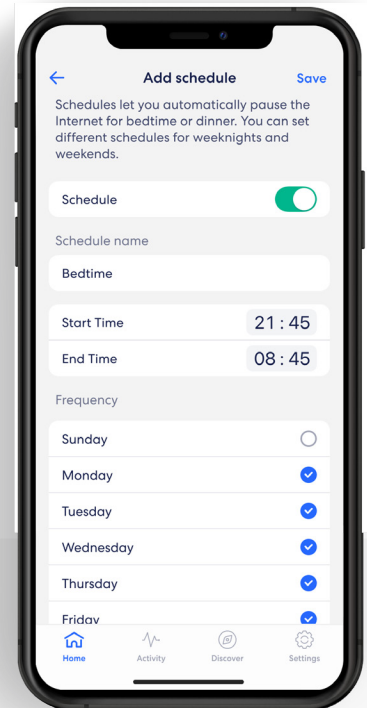 Add schedule
Save
Schedules let you automatically pause the
Internet for bedtime or dinner. You can set
different schedules for weeknights and
weekends.
Schedule
Schedule name
Bedtime
Start Time
21 : 45
End Time
08 : 45
Frequency
Sunday
Monday
Tuesday
Wednesday
Thursday
Friday
Home
Activity
Discover
Settings